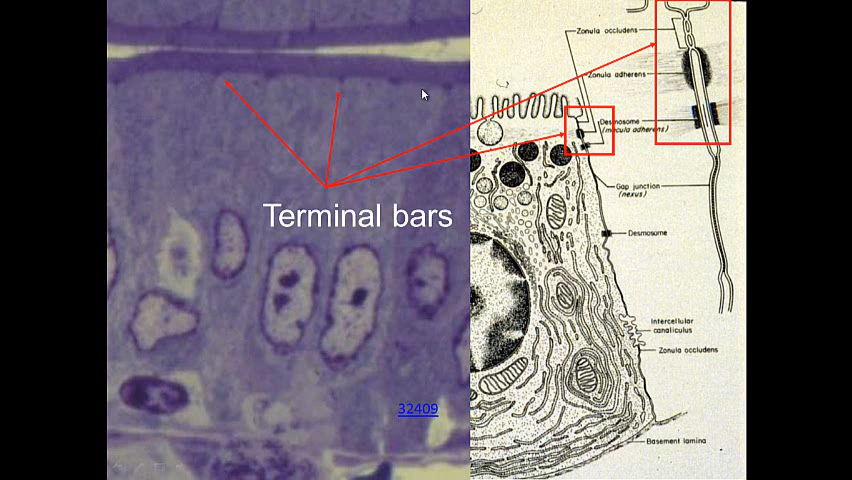 Terminal bars
32409
Zonula occludens
Zonula adherens
Desmosome
(macula adherens)
Gap junction
(nexus)
Desmosome
Intercellular
canaliculus
Zonula occludens
Basement lamina